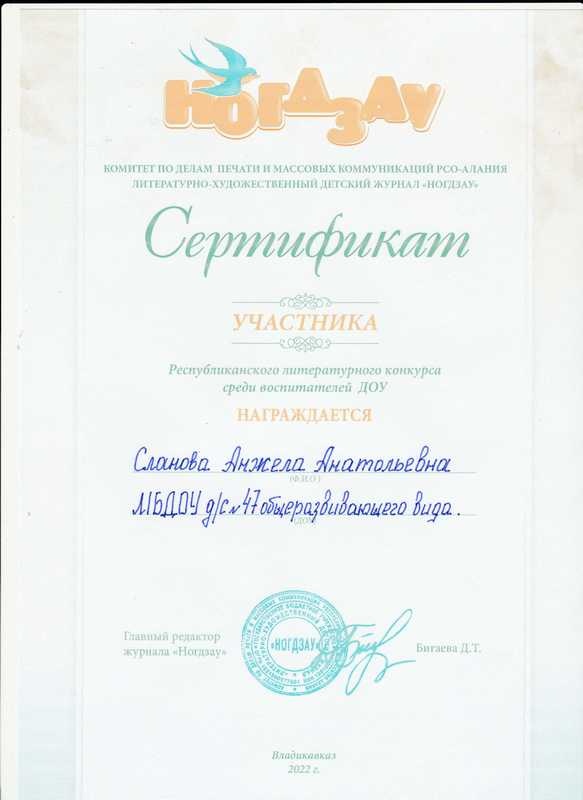 НОГДЗАУ
КОМИТЕТ ПО ДЕЛАМ ПЕЧАТИ И МАССОВЫХ КОММУНИКАЦИЙ РСО-АЛАНИЯ
ЛИТЕРАТУРНО-ХУДОЖЕСТВЕННЫЙ ДЕТСКИЙ ЖУРНАЛ «НОГДЗАУ»
Сертификат
УЧАСТНИКА
Республиканского литературного конкурса
среди воспитателей ДОУ
НАГРАЖДАЕТСЯ
Сланова Анжела Анатольевна
(Ф.И.О)
МБДОУ д/с №47 общеразвивающего вида.
(ДОУ)
Главный редактор
журнала «Ногдзау»
«НОГДЗАУ»
Бигаева Д.Т.
Владикавказ
2022 г.